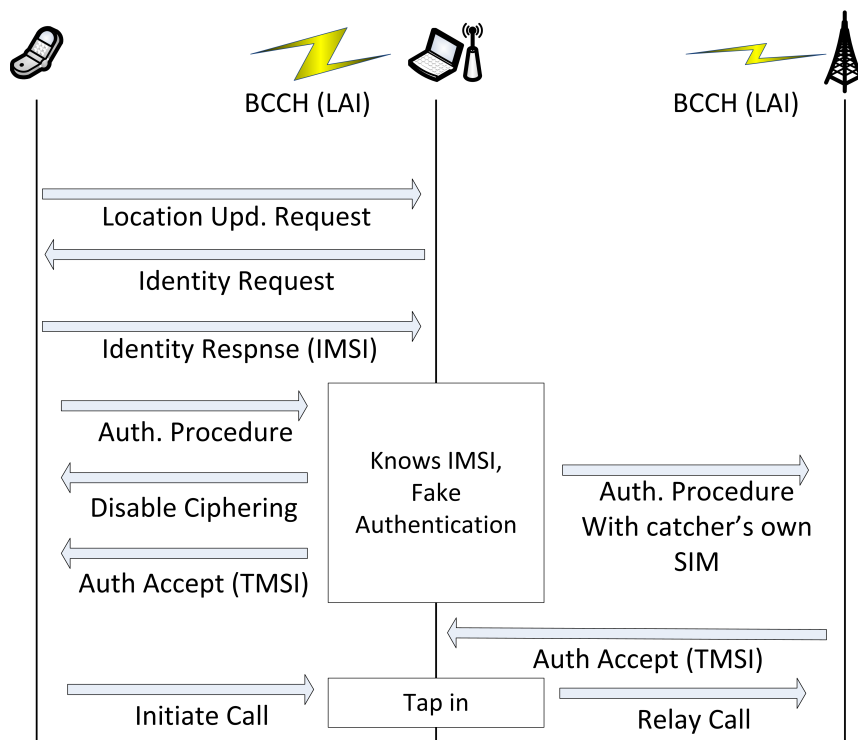 BCCH (LAI)
BCCH (LAI)
Location Upd. Request
Identity Request
Identity Respnse (IMSI)
Auth. Procedure
Disable Ciphering
Auth Accept (TMSI)
Knows IMSI,
Fake
Authentication
Auth. Procedure
With catcher's own
SIM
Auth Accept (TMSI)
Initiate Call
Tap in
Relay Call